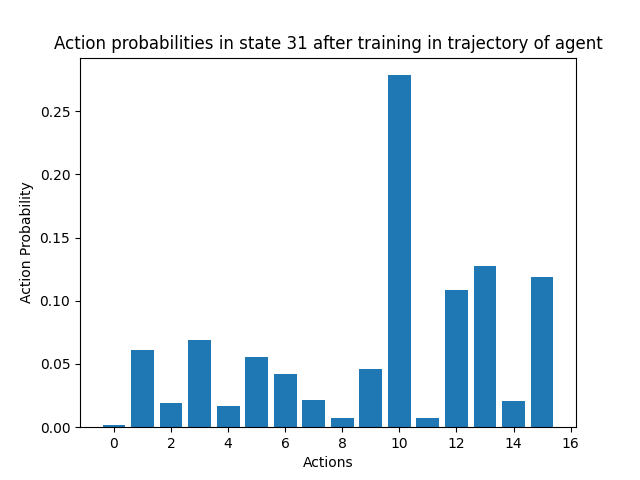 Action probabilities in state 31 after training in trajectory of agent
0.25
0.20
0.15
0.10
0.05
0.00
Action Probability
0 2 4 6 8 10 12 14 16
Actions